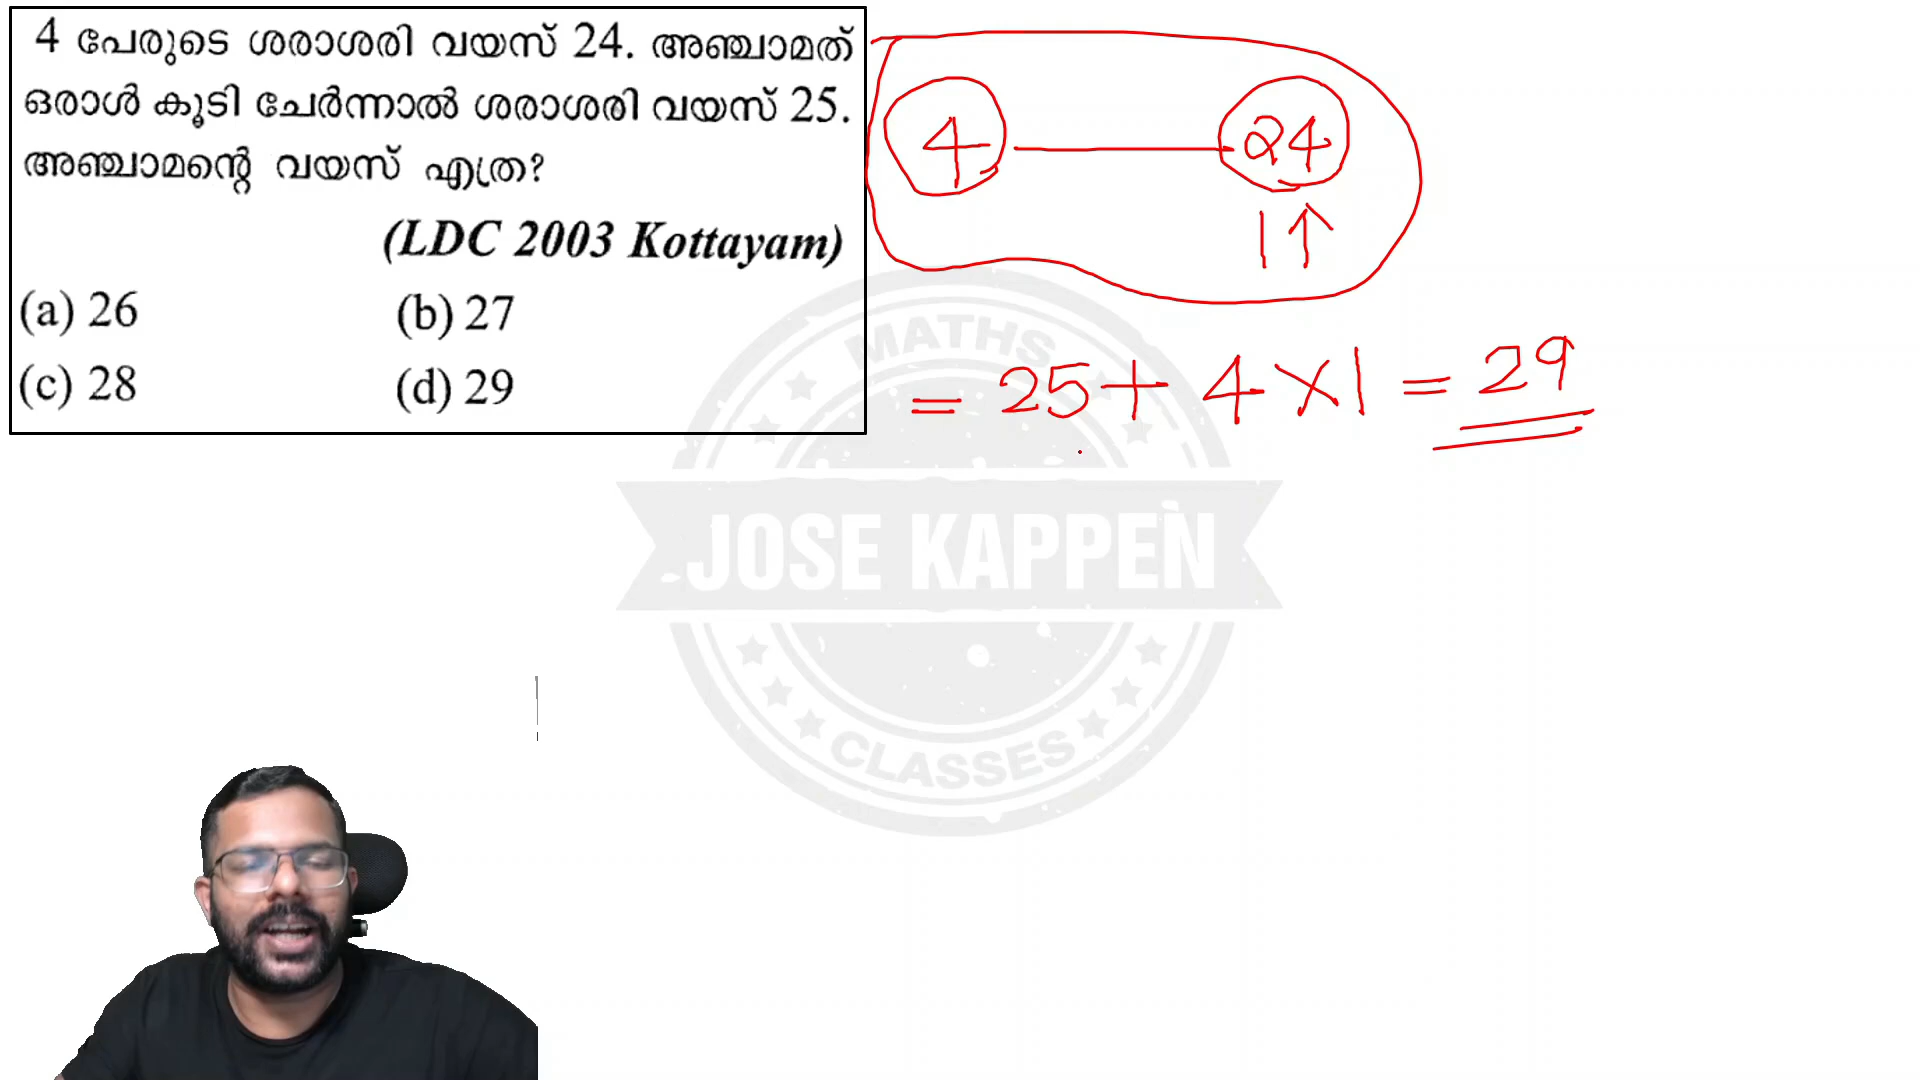 4 പേരുടെ ശരാശരി വയസ് 24. അഞ്ചാമത്
ഒരാൾ കൂടി ചേർന്നാൽ ശരാശരി വയസ് 25.
അഞ്ചാമന്റെ വയസ് എത്ര?
(LDC 2003 Kottayam)
(a) 26 (b) 27
(c) 28 (d) 29
4 24
1↑
= 25 + 4 × 1 = 29
MATHS
JOSE KAPPEN
CLASSES